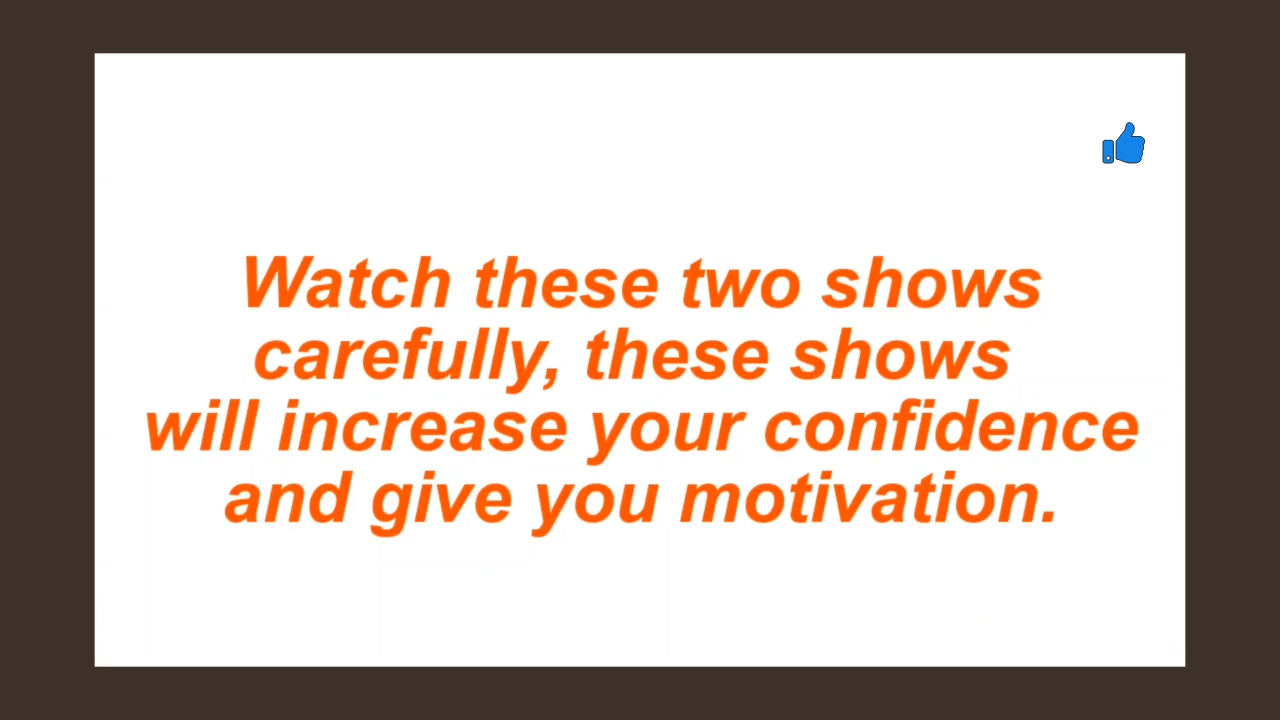 Watch these two shows
carefully, these shows
will increase your confidence
and give you motivation.